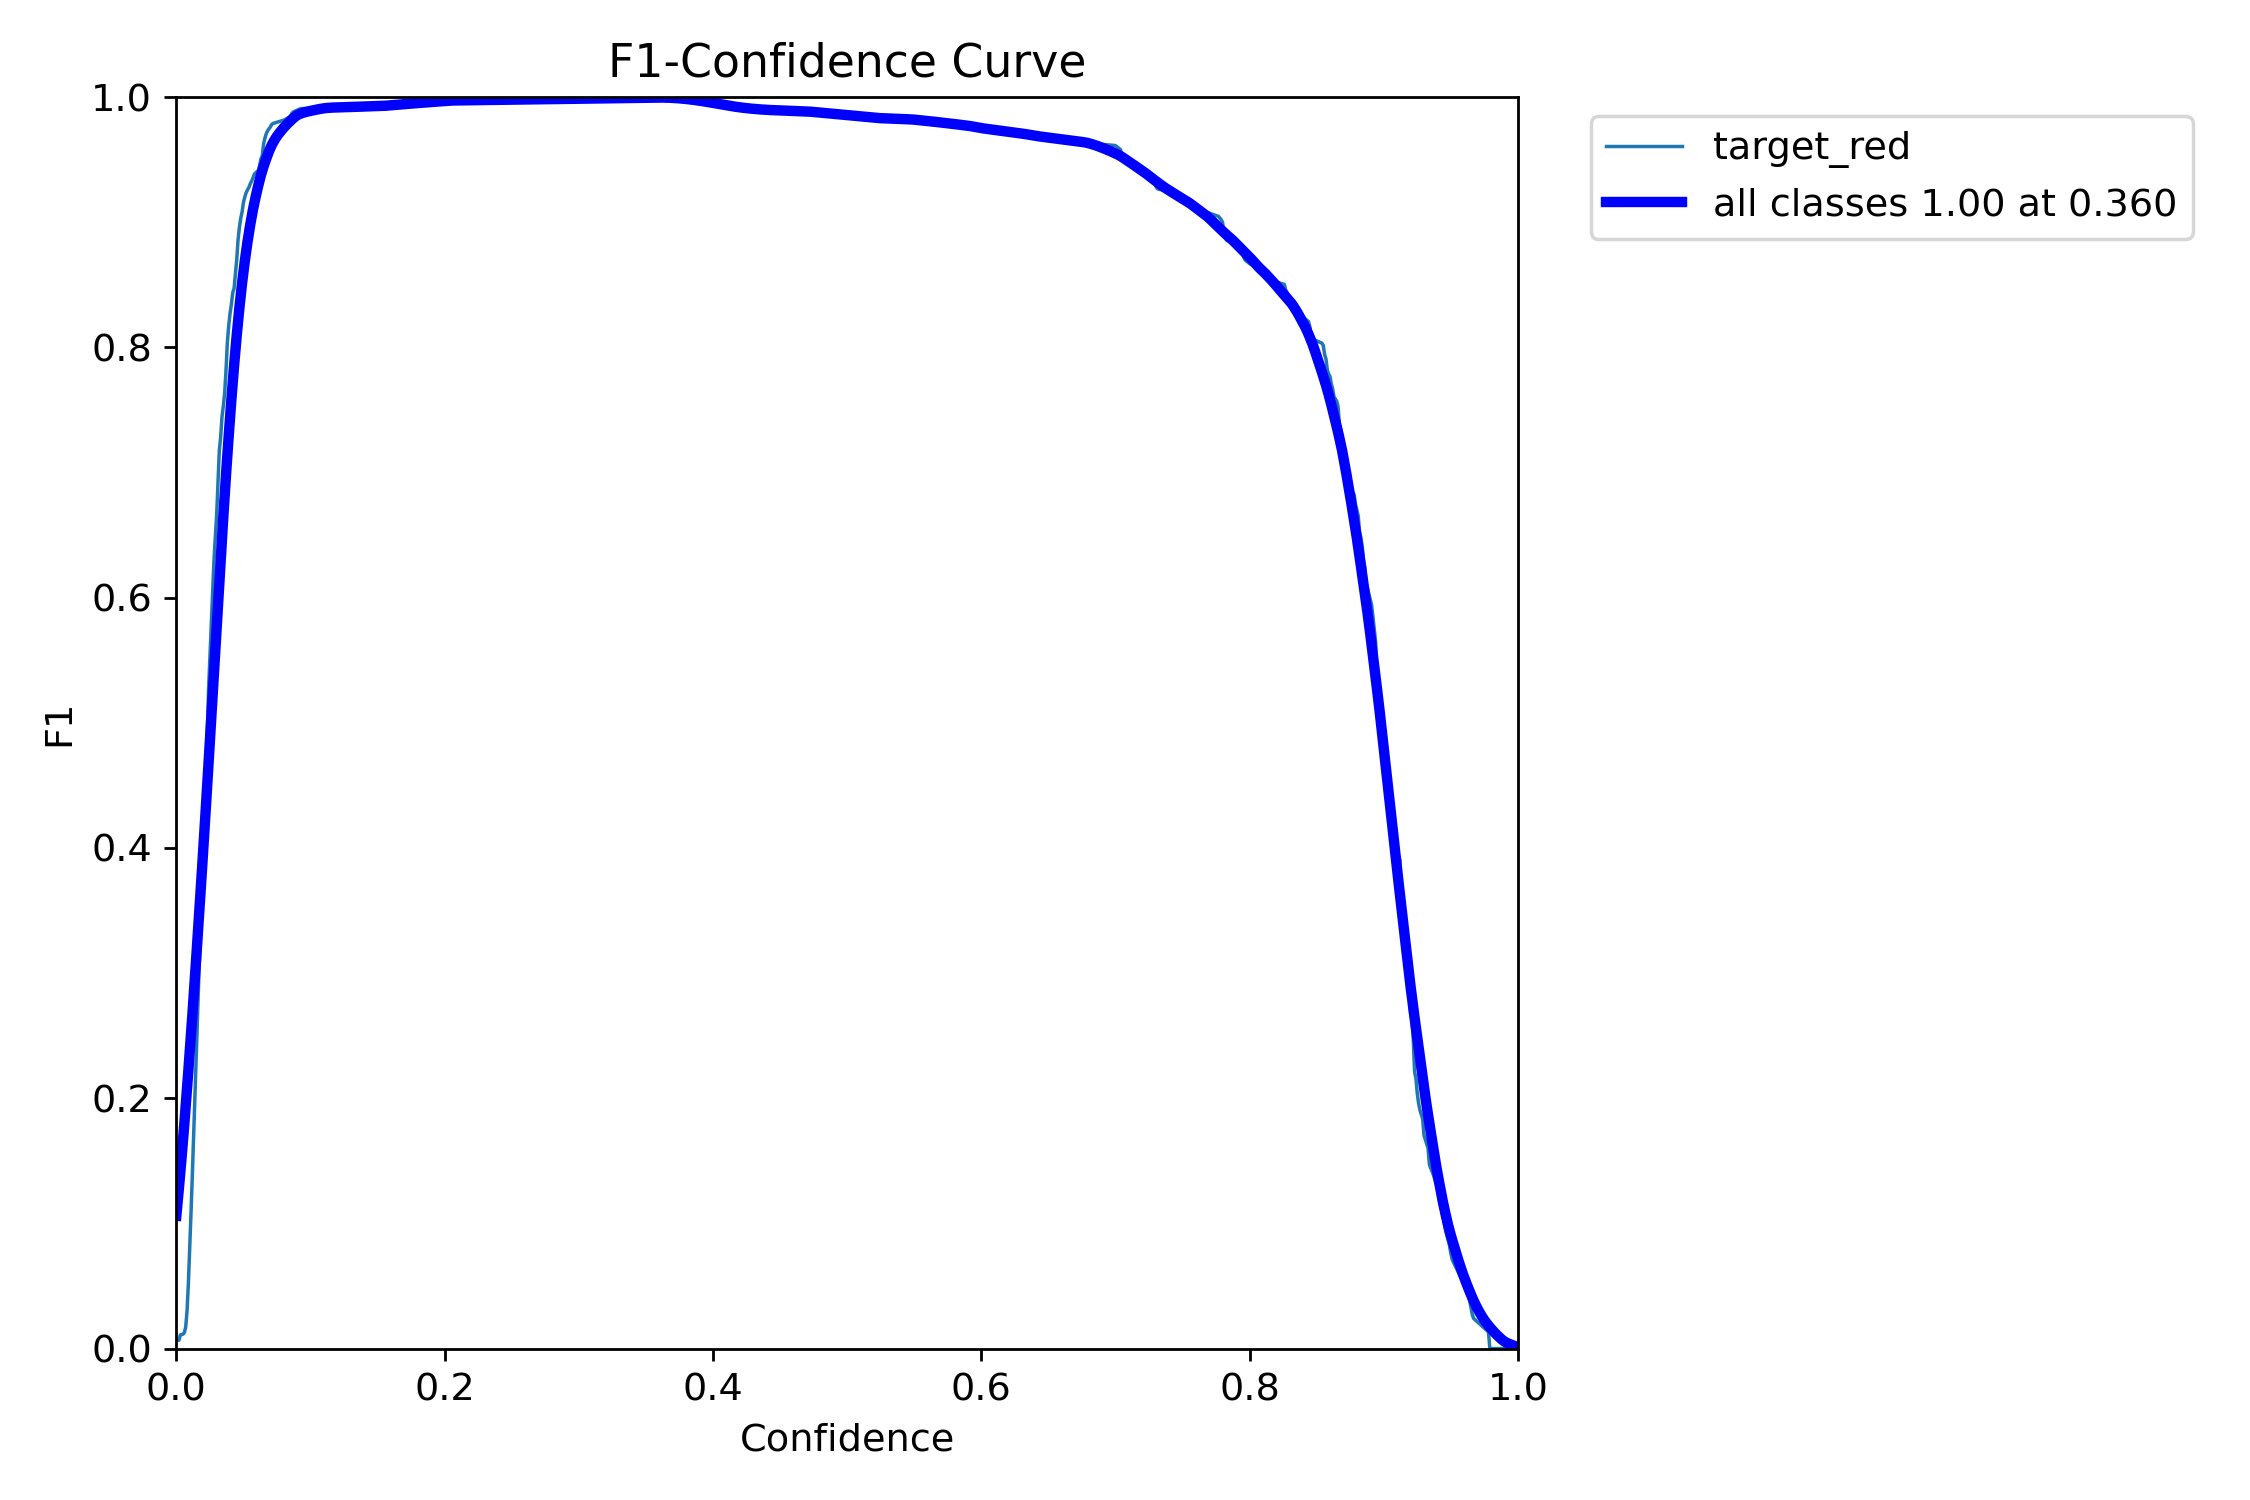 F1-Confidence Curve
1.0
0.8
0.6
0.4
0.2
0.0
F1
0.0 0.2 0.4 0.6 0.8 1.0
Confidence
target_red
all classes 1.00 at 0.360